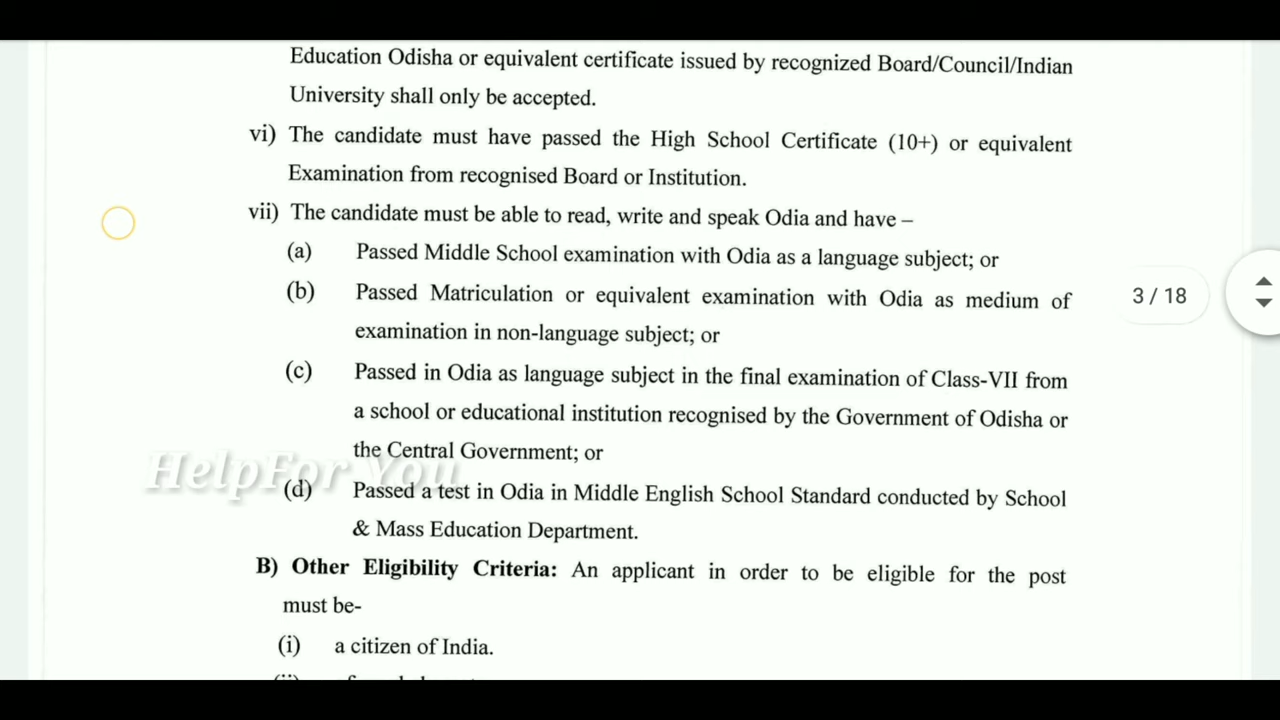 Education Odisha or equivalent certificate issued by recognized Board/Council/Indian
University shall only be accepted.
vi) The candidate must have passed the High School Certificate (10+) or equivalent
Examination from recognised Board or Institution.
vii) The candidate must be able to read, write and speak Odia and have –
(a) Passed Middle School examination with Odia as a language subject; or
(b) Passed Matriculation or equivalent examination with Odia as medium of
examination in non-language subject; or
3 / 18
(c) Passed in Odia as language subject in the final examination of Class-VII from
a school or educational institution recognised by the Government of Odisha or
the Central Government; or
HelpFor You
(d) Passed a test in Odia in Middle English School Standard conducted by School
& Mass Education Department.
B) Other Eligibility Criteria: An applicant in order to be eligible for the post
must be-
(i) a citizen of India.